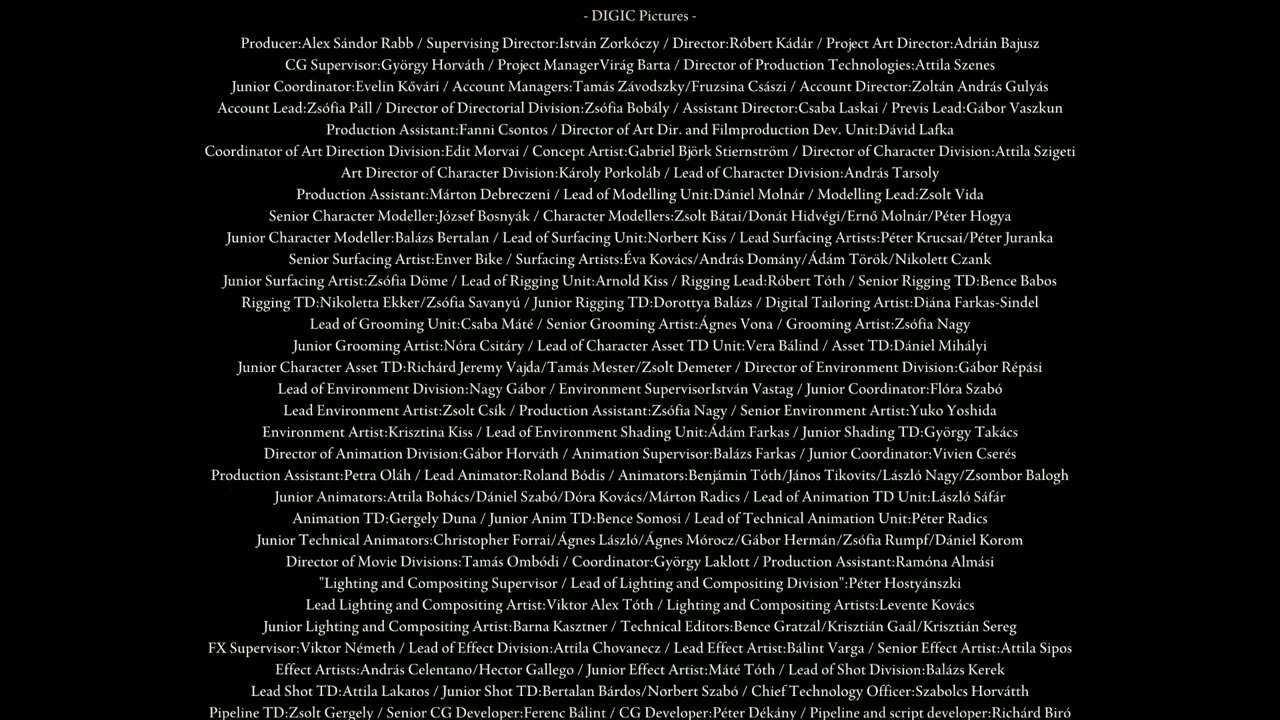 - DIGIC Pictures -
Producer:Alex Sándor Rabb / Supervising Director:István Zorkóczy / Director:Róbert Kádár / Project Art Director:Adrián Bajusz
CG Supervisor:György Horváth / Project ManagerVirág Barta / Director of Production Technologies:Attila Szenes
Junior Coordinator:Evelin Kővári / Account Managers:Tamás Závodszky/Fruzsina Császi / Account Director:Zoltán András Gulyás
Account Lead:Zsófia Páll / Director of Directorial Division:Zsófia Bobály / Assistant Director:Csaba Laskai / Previs Lead:Gábor Vaszkun
Production Assistant:Fanni Csontos / Director of Art Dir. and Filmproduction Dev. Unit:Dávid Lafka
Coordinator of Art Direction Division:Edit Morvai / Concept Artist:Gabriel Björk Stiernström / Director of Character Division:Attila Szigeti
Art Director of Character Division:Károly Porkoláb / Lead of Character Division:András Tarsoly
Production Assistant:Márton Debreczeni / Lead of Modelling Unit:Dániel Molnár / Modelling Lead:Zsolt Vida
Senior Character Modeller:József Bosnyák / Character Modellers:Zsolt Bátai/Donát Hidvégi/Ernő Molnár/Péter Hogya
Junior Character Modeller:Balázs Bertalan / Lead of Surfacing Unit:Norbert Kiss / Lead Surfacing Artists:Péter Krucsai/Péter Juranka
Senior Surfacing Artist:Enver Bike / Surfacing Artists:Éva Kovács/András Domány/Ádám Török/Nikolett Czank
Junior Surfacing Artist:Zsófia Döme / Lead of Rigging Unit:Arnold Kiss / Rigging Lead:Róbert Tóth / Senior Rigging TD:Bence Babos
Rigging TD:Nikoletta Ekker/Zsófia Savanyú / Junior Rigging TD:Dorottya Balázs / Digital Tailoring Artist:Diána Farkas-Sindel
Lead of Grooming Unit:Csaba Máté / Senior Grooming Artist:Ágnes Vona / Grooming Artist:Zsófia Nagy
Junior Grooming Artist:Nóra Csitáry / Lead of Character Asset TD Unit:Vera Bálind / Asset TD:Dániel Mihályi
Junior Character Asset TD:Richárd Jeremy Vajda/Tamás Mester/Zsolt Demeter / Director of Environment Division:Gábor Répási
Lead of Environment Division:Nagy Gábor / Environment SupervisorIstván Vastag / Junior Coordinator:Flóra Szabó
Lead Environment Artist:Zsolt Csík / Production Assistant:Zsófia Nagy / Senior Environment Artist:Yuko Yoshida
Environment Artist:Krisztina Kiss / Lead of Environment Shading Unit:Ádám Farkas / Junior Shading TD:György Takács
Director of Animation Division:Gábor Horváth / Animation Supervisor:Balázs Farkas / Junior Coordinator:Vivien Cserés
Production Assistant:Petra Oláh / Lead Animator:Roland Bódis / Animators:Benjámin Tóth/János Tikovits/László Nagy/Zsombor Balogh
Junior Animators:Attila Bohács/Dániel Szabó/Dóra Kovács/Márton Radics / Lead of Animation TD Unit:László Sáfár
Animation TD:Gergely Duna / Junior Anim TD:Bence Somosi / Lead of Technical Animation Unit:Péter Radics
Junior Technical Animators:Christopher Forrai/Ágnes László/Ágnes Mórocz/Gábor Hermán/Zsófia Rumpf/Dániel Korom
Director of Movie Divisions:Tamás Ombódi / Coordinator:György Laklott / Production Assistant:Ramóna Almási
"Lighting and Compositing Supervisor / Lead of Lighting and Compositing Division":Péter Hostyánszki
Lead Lighting and Compositing Artist:Viktor Alex Tóth / Lighting and Compositing Artists:Levente Kovács
Junior Lighting and Compositing Artist:Barna Kasztner / Technical Editors:Bence Gratzál/Krisztián Gaál/Krisztián Sereg
FX Supervisor:Viktor Németh / Lead of Effect Division:Attila Chovanecz / Lead Effect Artist:Bálint Varga / Senior Effect Artist:Attila Sipos
Effect Artists:András Celentano/Hector Gallego / Junior Effect Artist:Máté Tóth / Lead of Shot Division:Balázs Kerek
Lead Shot TD:Attila Lakatos / Junior Shot TD:Bertalan Bárdos/Norbert Szabó / Chief Technology Officer:Szabolcs Horvátth
Pipeline TD:Zsolt Gergely / Senior CG Developer:Ferenc Bálint / CG Developer:Péter Dékány / Pipeline and script developer:Richárd Biró